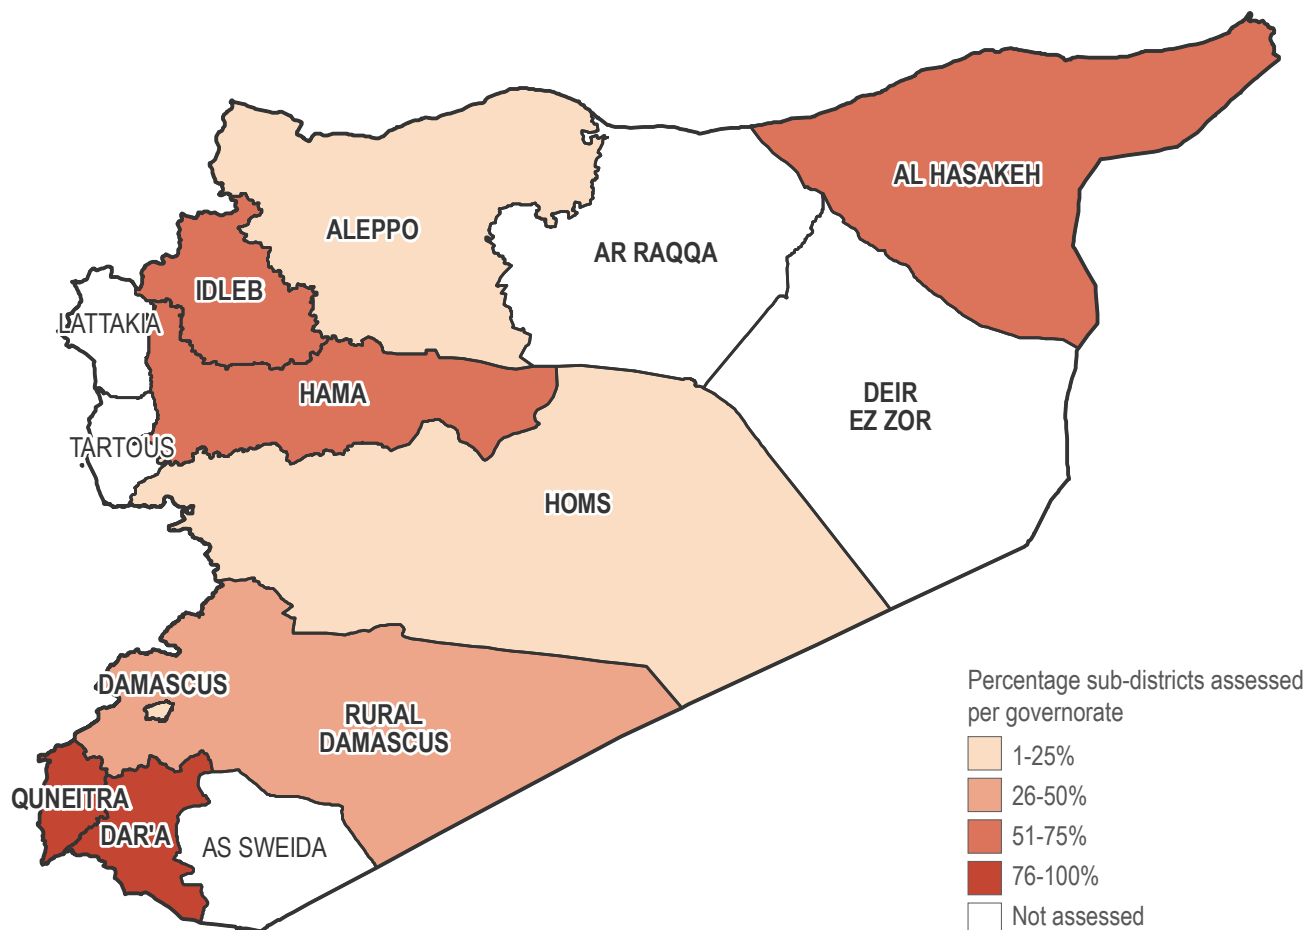 AL HASAKEH
ALEPPO
AR RAQQA
IDLEB
LATTAKIA
HAMA
DEIR
EZ ZOR
TARTOUS
HOMS
DAMASCUS
RURAL
DAMASCUS
QUNEITRA
DAR'A
AS SWEIDA
Percentage sub-districts assessed
per governorate
1-25%
26-50%
51-75%
76-100%
Not assessed